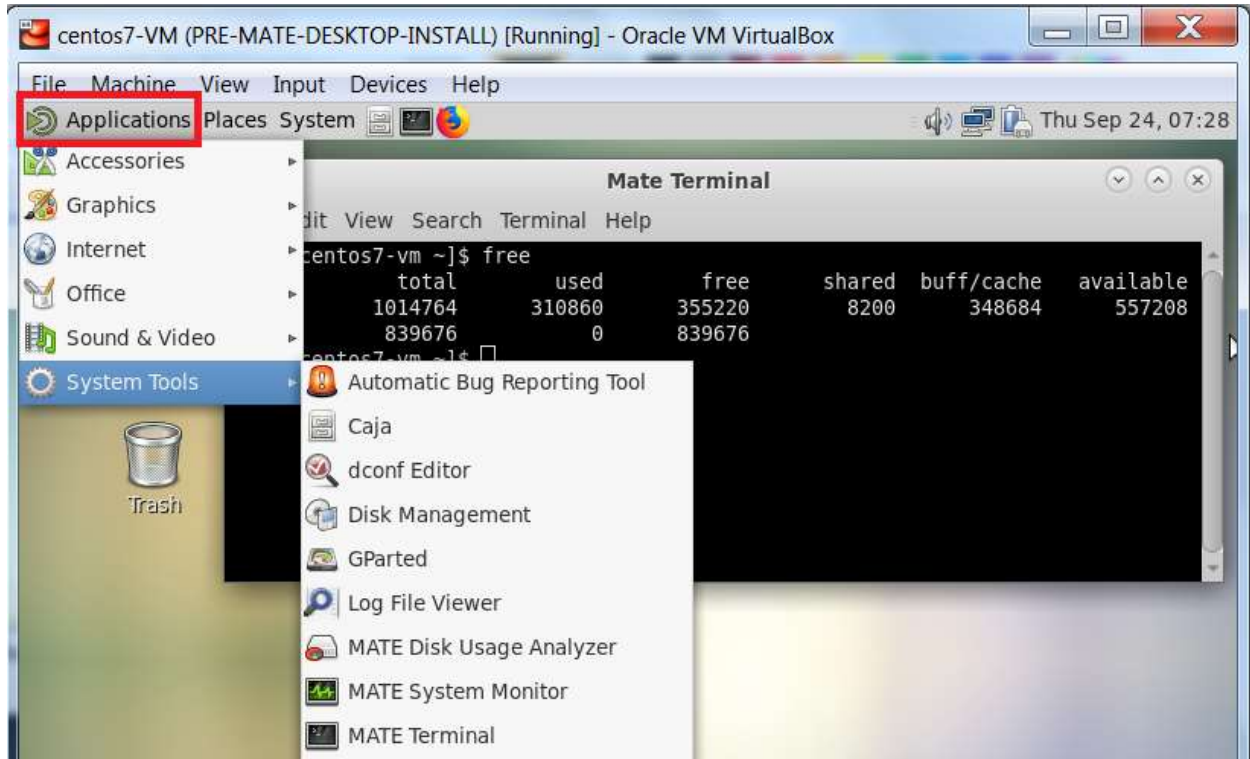 centos7-VM (PRE-MATE-DESKTOP-INSTALL) [Running] - Oracle VM VirtualBox
File Machine View Input Devices Help
Applications Places System Thu Sep 24, 07:28
Accessories
Graphics
Internet
Office
Sound & Video
System Tools
Mate Terminal
dit View Search Terminal Help
centos7-vm ~]$ free
total used free shared buff/cache available
1014764 310860 355220 8200 348684 557208
839676 0 839676
centos7-vm ~]$
Automatic Bug Reporting Tool
Caja
dconf Editor
Disk Management
GParted
Log File Viewer
MATE Disk Usage Analyzer
MATE System Monitor
MATE Terminal
Trash